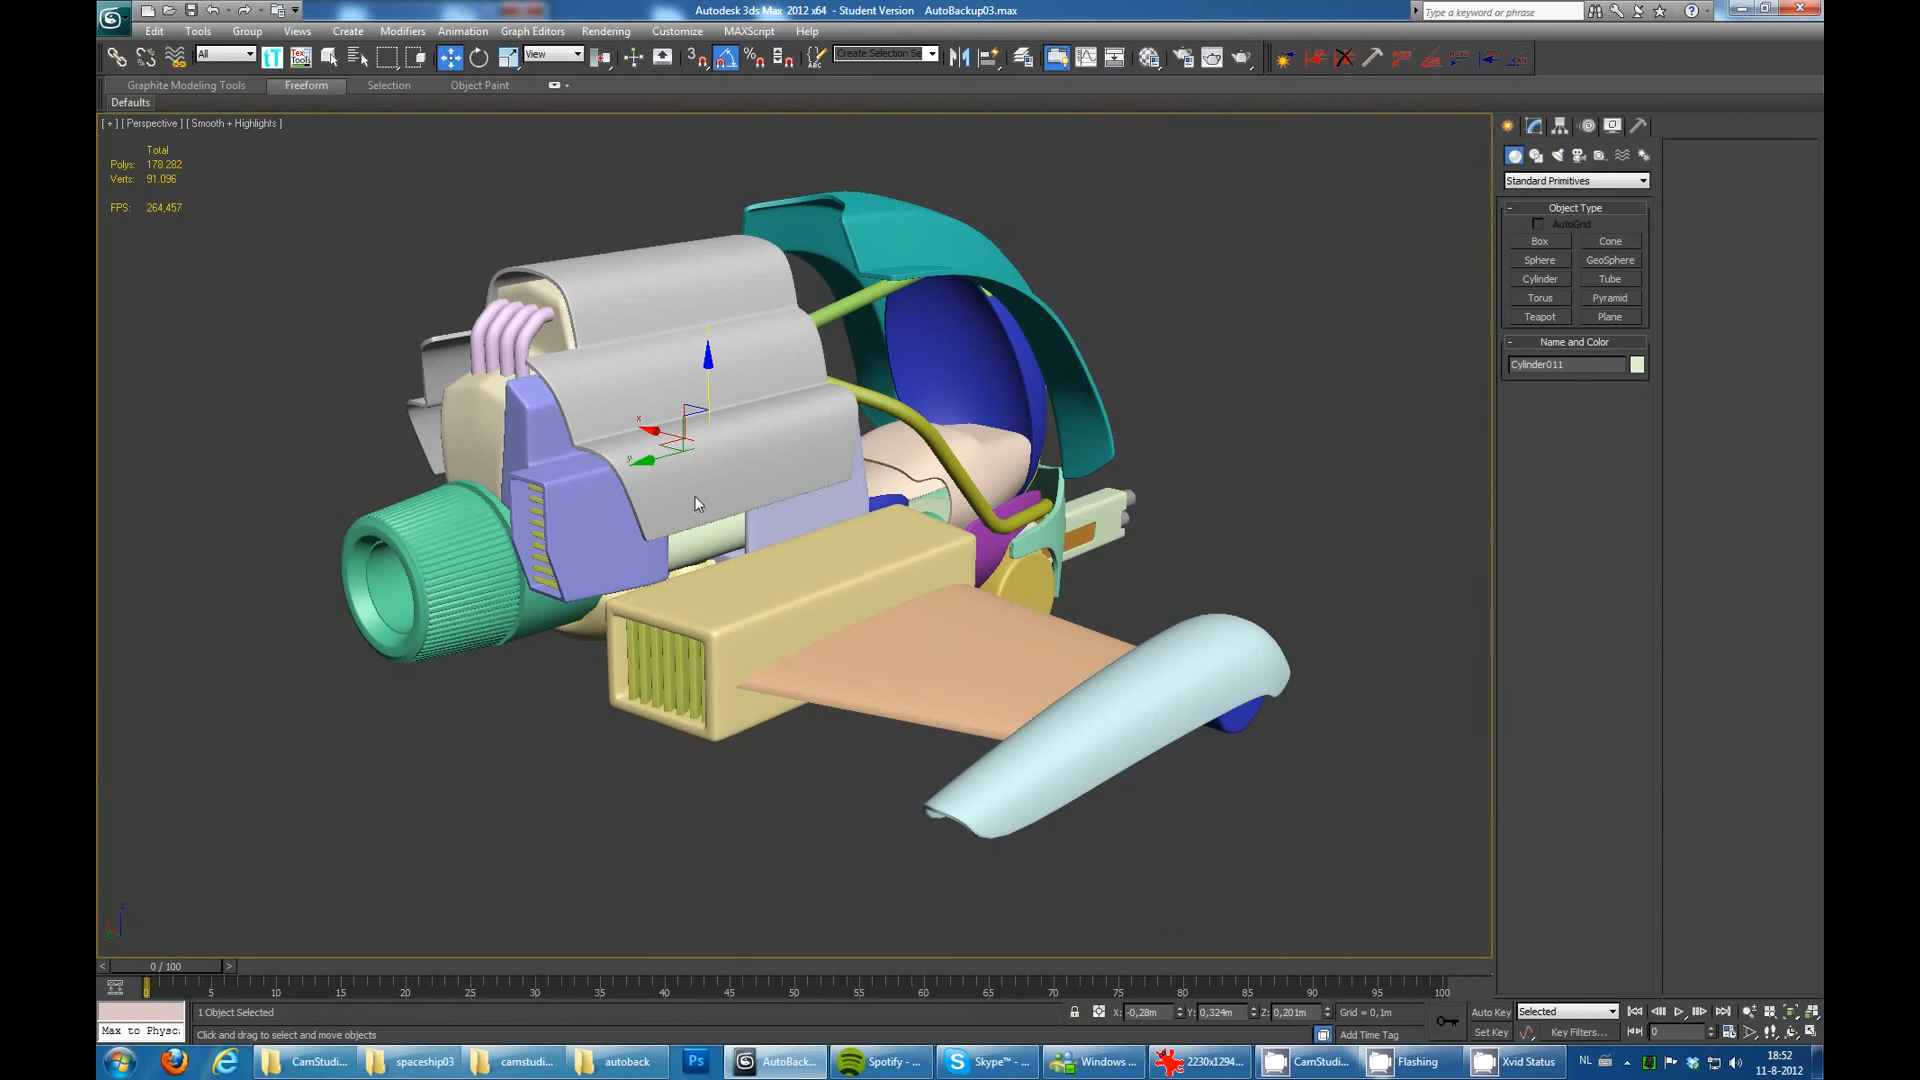 Autodesk 3ds Max 2012 x64 - Student Version AutoBackup03.max
Type a keyword or phrase
Edit Tools Group Views Create Modifiers Animation Graph Editors Rendering Customize MAXScript Help
All View Create Selection Se
Graphite Modeling Tools Freeform Selection Object Paint
Defaults
[ + ] [ Perspective ] [ Smooth + Highlights ]
Total
Polys: 178.282
Verts: 91.096
FPS: 264,457
Standard Primitives
Object Type
AutoGrid
Box Cone
Sphere GeoSphere
Cylinder Tube
Torus Pyramid
Teapot Plane
Name and Color
Cylinder011
x
y
z
0 / 100
0 5 10 15 20 25 30 35 40 45 50 55 60 65 70 75 80 85 90 95 100
1 Object Selected X: -0,28m Y: 0,324m Z: 0,201m Grid = 0,1m Auto Key Selected
Max to Physc: Click and drag to select and move objects Add Time Tag Set Key Key Filters... 0
CamStudi... spaceship03 camstudi... autoback Ps AutoBack... Spotify - ... Skype™ - ... Windows ... 2230x1294... CamStudi... Flashing Xvid Status NL 18:52
11-8-2012